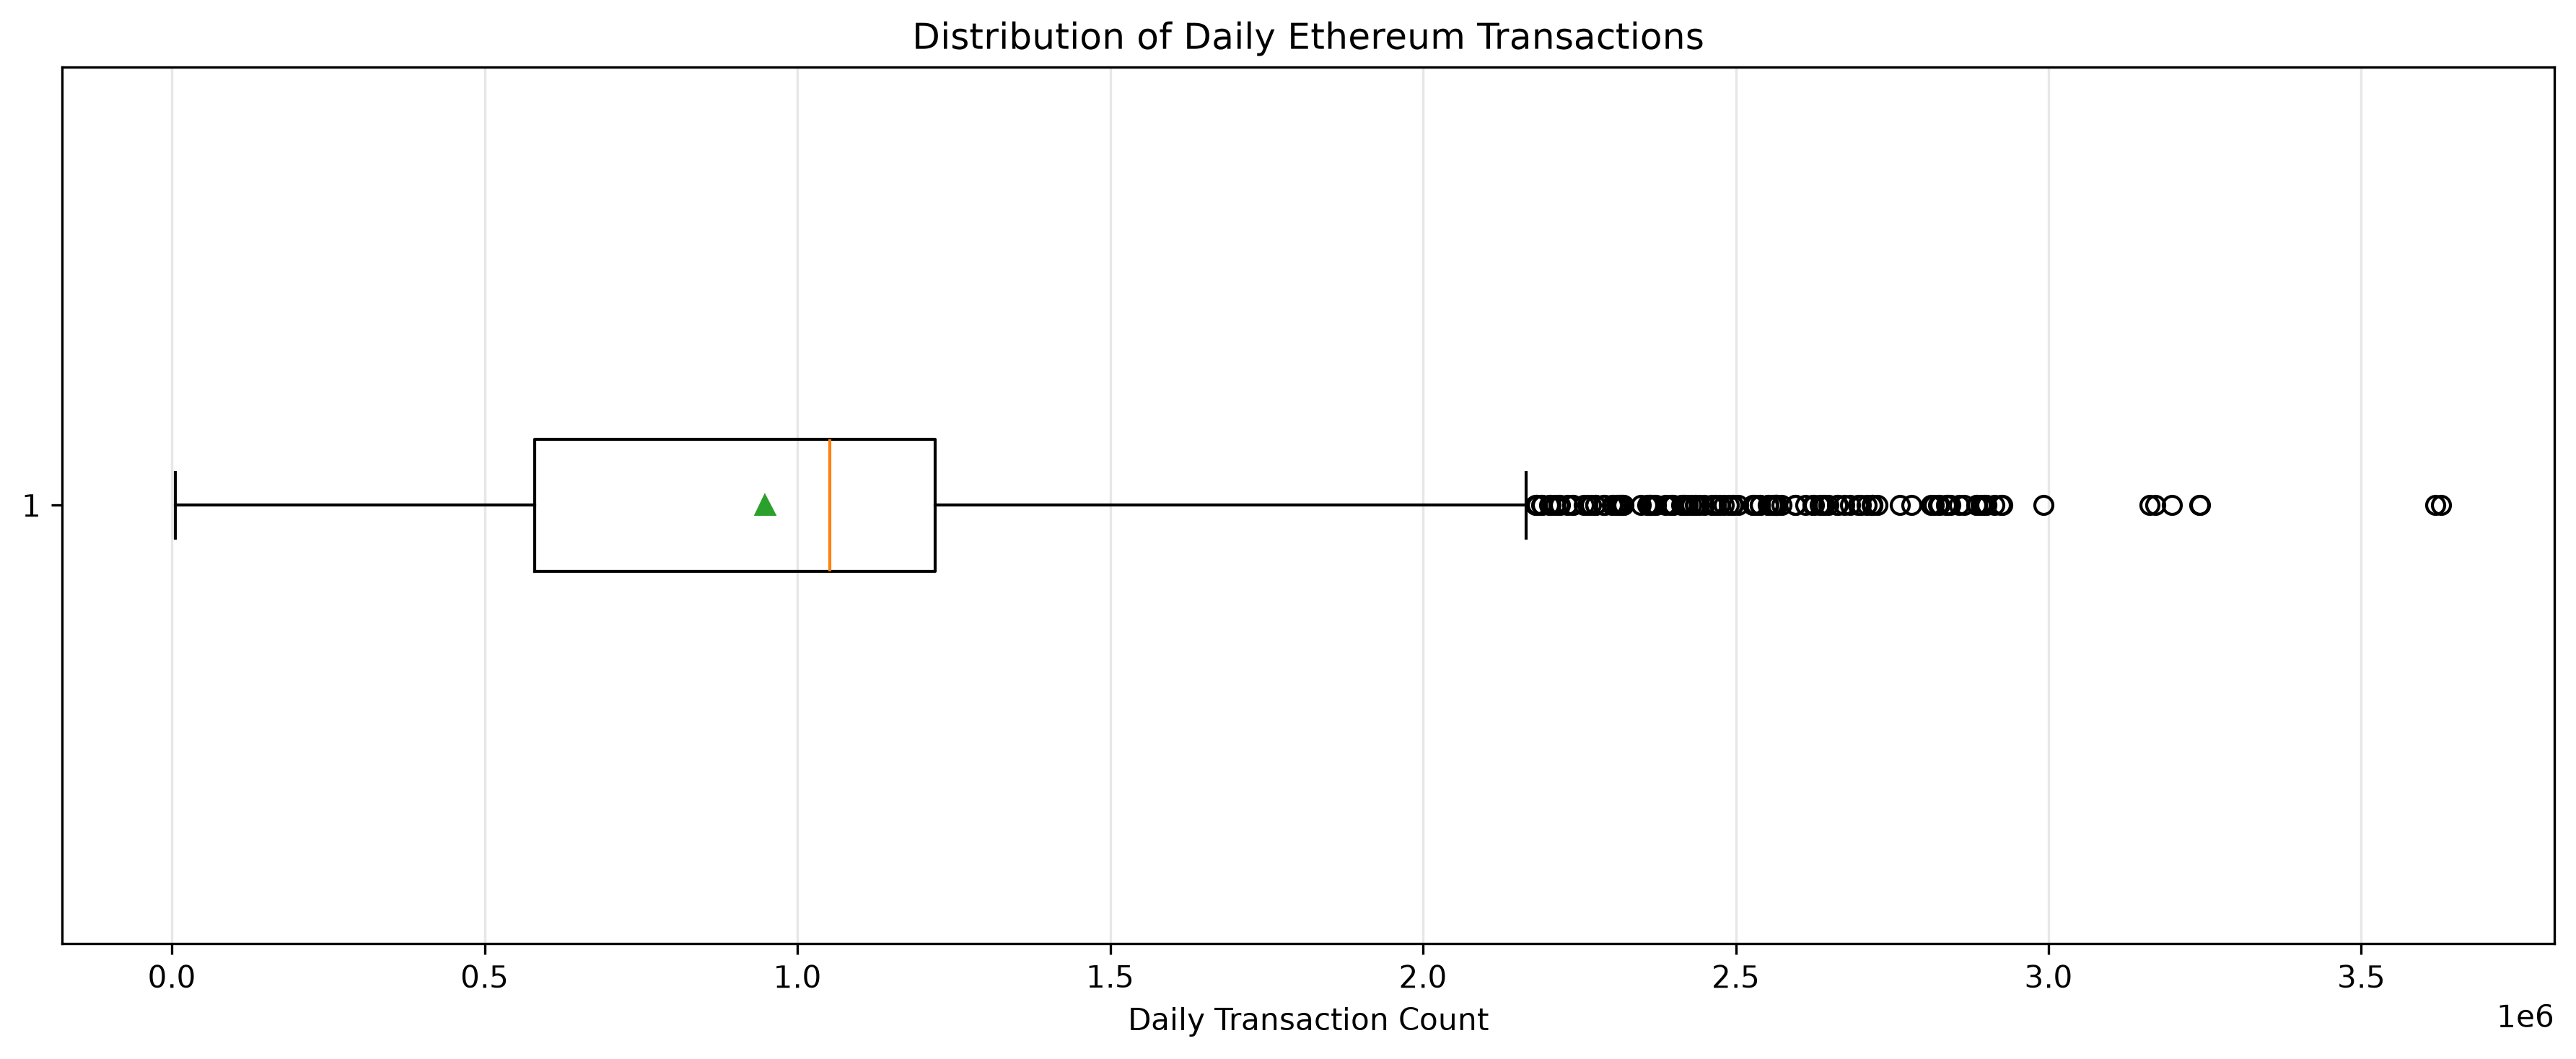 Distribution of Daily Ethereum Transactions
1
0.0 0.5 1.0 1.5 2.0 2.5 3.0 3.5
1e6
Daily Transaction Count